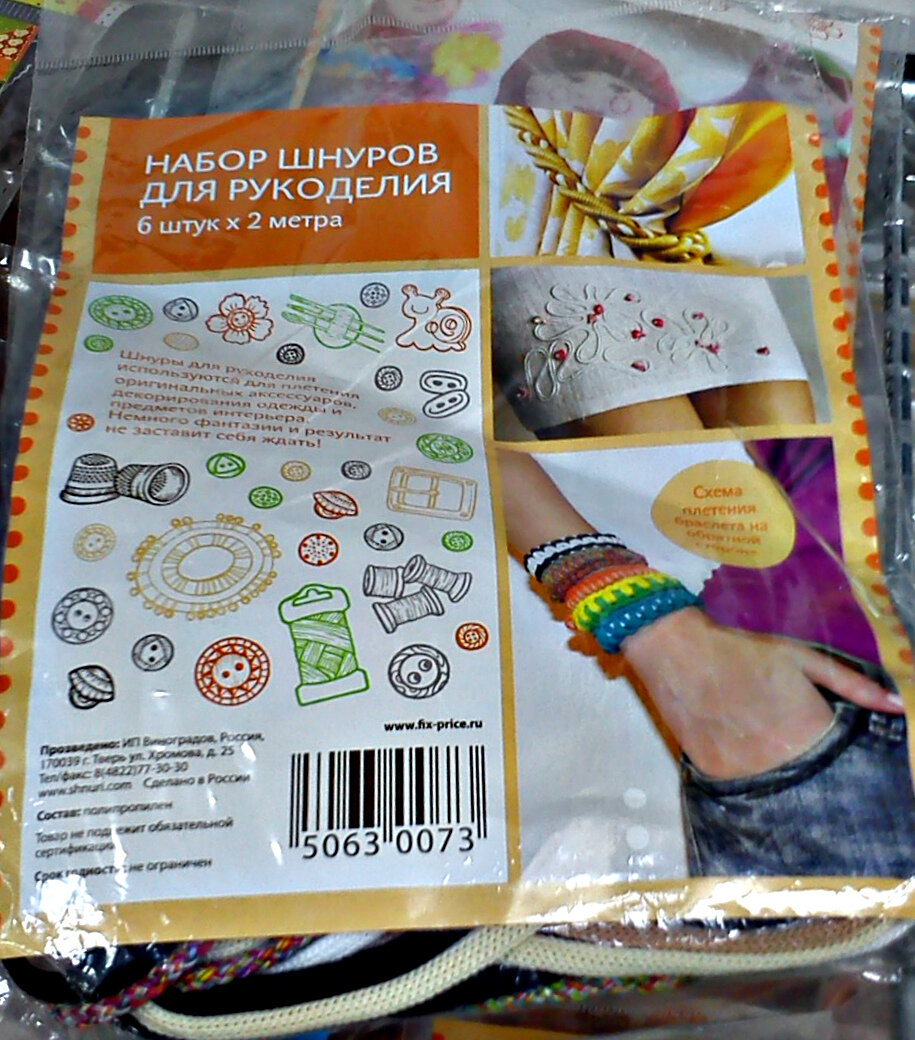 НАБОР ШНУРОВ
ДЛЯ РУКОДЕЛИЯ
6 штук х 2 метра
Шнуры для рукоделия
используются для плетения
оригинальных аксессуаров,
декорирования одежды и
предметов интерьера.
Немного фантазии и результат
не заставит себя ждать!
Схема
плетения
браслета на
обратной
стороне
www.fix-price.ru
Прозведено: ИП Виноградов, Россия,
170039 г. Тверь ул. Хромова, д. 25
Тел/факс: 8(4822)77-30-30
www.shnuri.com Сделано в России
Состав: полипропилен
Товар не подлежит обязательной
сертификации
Срок годности: не ограничен
5063 0073